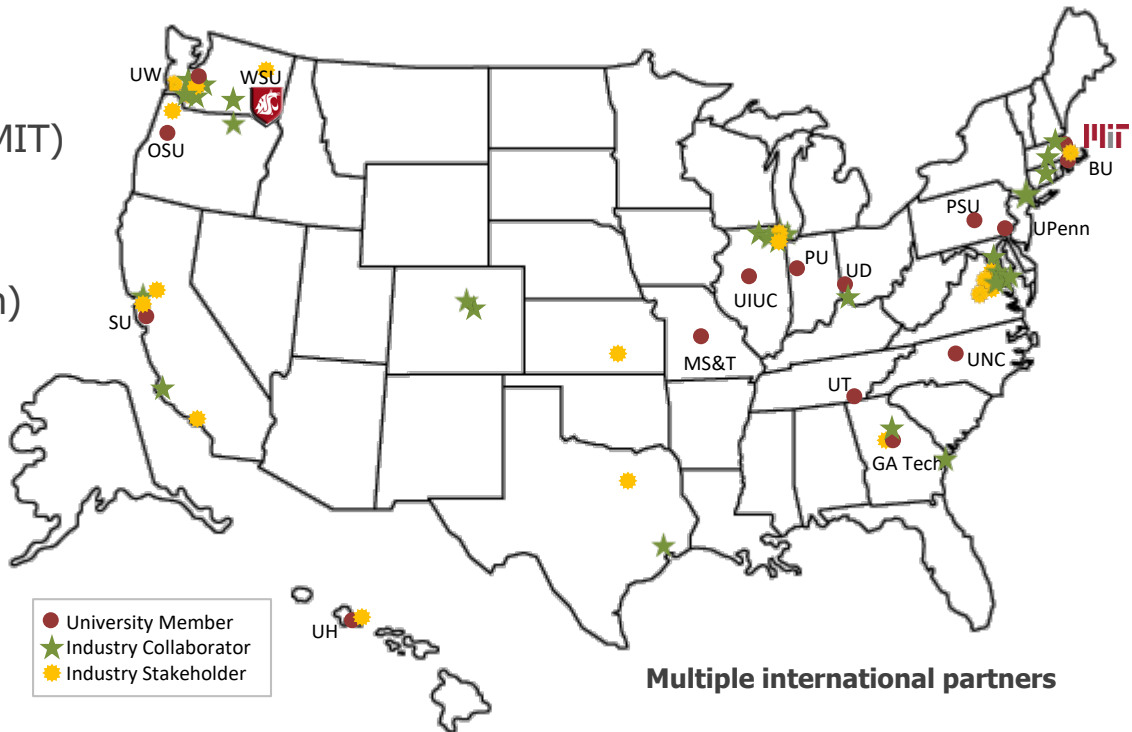 MIT)
n)
UW
WSU
OSU
MiT
BU
PSU
UPenn
PU
UD
UIUC
SU
MS&T
UNC
UT
GA Tech
UH
University Member
Industry Collaborator
Industry Stakeholder
Multiple international partners